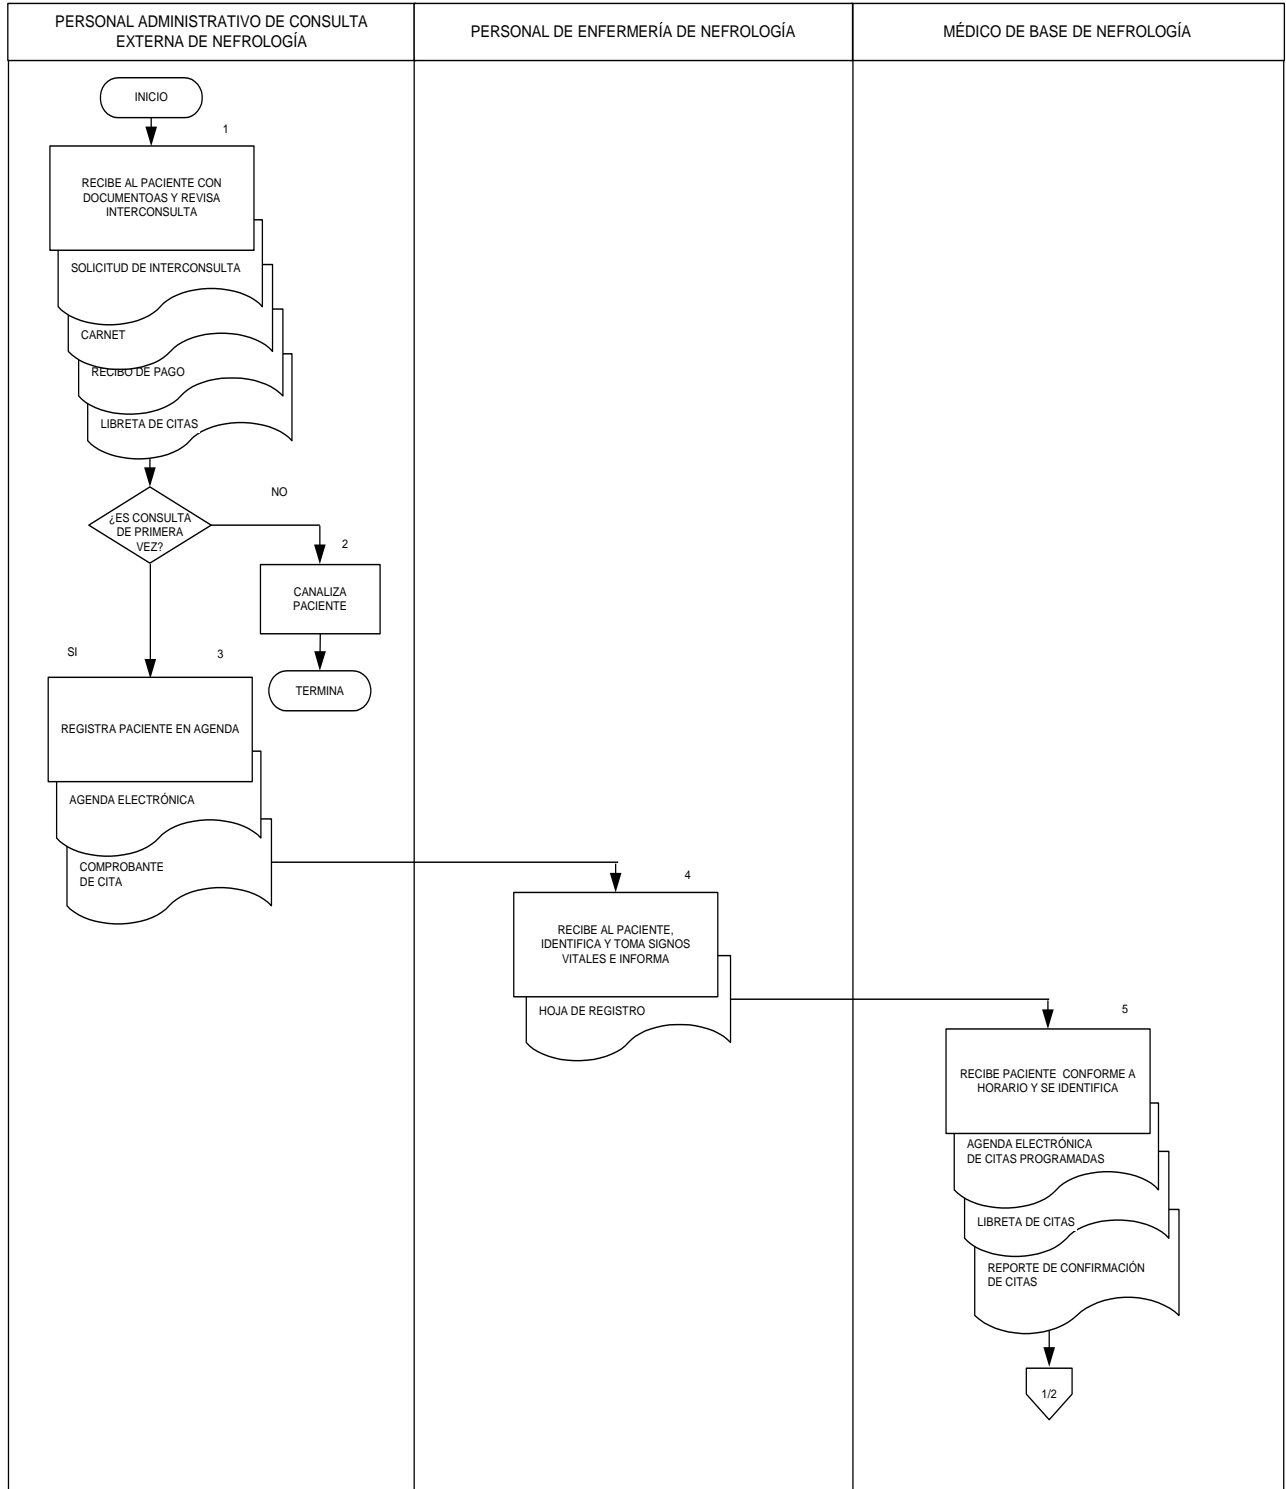 PERSONAL ADMINISTRATIVO DE CONSULTA
EXTERNA DE NEFROLOGÍA
PERSONAL DE ENFERMERÍA DE NEFROLOGÍA
MÉDICO DE BASE DE NEFROLOGÍA
INICIO
1
RECIBE AL PACIENTE CON
DOCUMENTOAS Y REVISA
INTERCONSULTA
SOLICITUD DE INTERCONSULTA
CARNET
RECIBO DE PAGO
LIBRETA DE CITAS
¿ES CONSULTA
DE PRIMERA
VEZ?
NO
2
CANALIZA
PACIENTE
TERMINA
SI
3
REGISTRA PACIENTE EN AGENDA
AGENDA ELECTRÓNICA
COMPROBANTE
DE CITA
4
RECIBE AL PACIENTE,
IDENTIFICA Y TOMA SIGNOS
VITALES E INFORMA
HOJA DE REGISTRO
5
RECIBE PACIENTE CONFORME A
HORARIO Y SE IDENTIFICA
AGENDA ELECTRÓNICA
DE CITAS PROGRAMADAS
LIBRETA DE CITAS
REPORTE DE CONFIRMACIÓN
DE CITAS
1/2